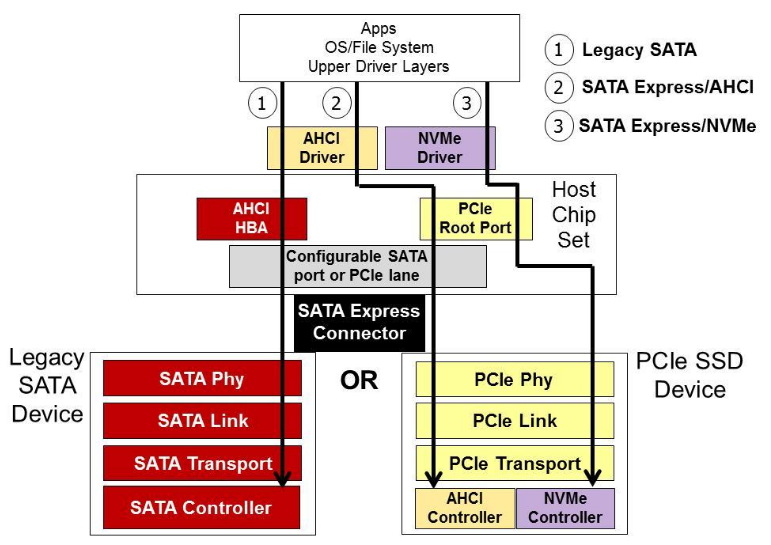 Apps
OS/File System
Upper Driver Layers
1 Legacy SATA
2 SATA Express/AHCI
3 SATA Express/NVMe
1
2
3
AHCI
Driver
NVMe
Driver
Host
Chip
Set
AHCI
HBA
PCIe
Root Port
Configurable SATA
port or PCIe lane
SATA Express
Connector
Legacy
SATA
Device
OR
PCIe SSD
Device
SATA Phy
SATA Link
SATA Transport
SATA Controller
PCIe Phy
PCIe Link
PCIe Transport
AHCI
Controller
NVMe
Controller